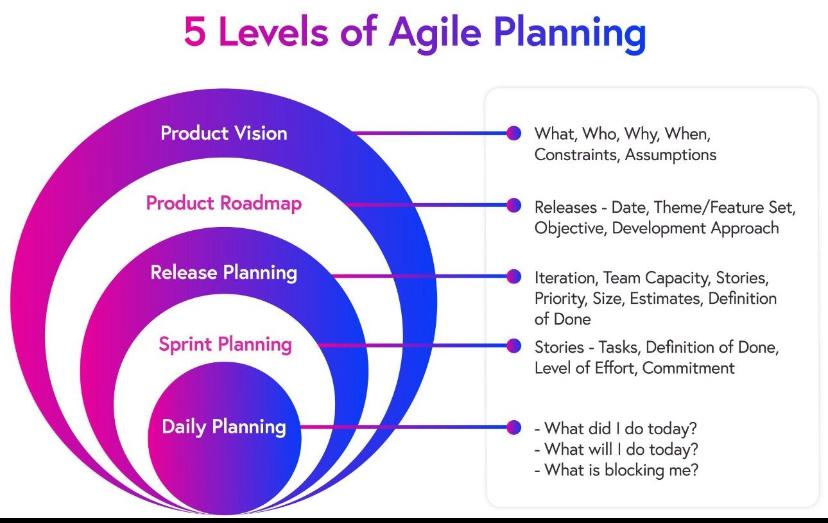 5 Levels of Agile Planning
Product Vision
What, Who, Why, When,
Constraints, Assumptions
Product Roadmap
Releases - Date, Theme/Feature Set,
Objective, Development Approach
Release Planning
Iteration, Team Capacity, Stories,
Priority, Size, Estimates, Definition
of Done
Sprint Planning
Stories - Tasks, Definition of Done,
Level of Effort, Commitment
Daily Planning
- What did I do today?
- What will I do today?
- What is blocking me?